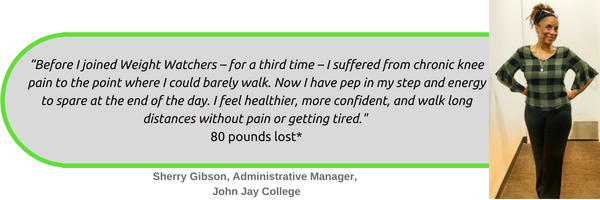 “Before I joined Weight Watchers – for a third time – I suffered from chronic knee
pain to the point where I could barely walk. Now I have pep in my step and energy
to spare at the end of the day. I feel healthier, more confident, and walk long
distances without pain or getting tired."
80 pounds lost*
Sherry Gibson, Administrative Manager,
John Jay College